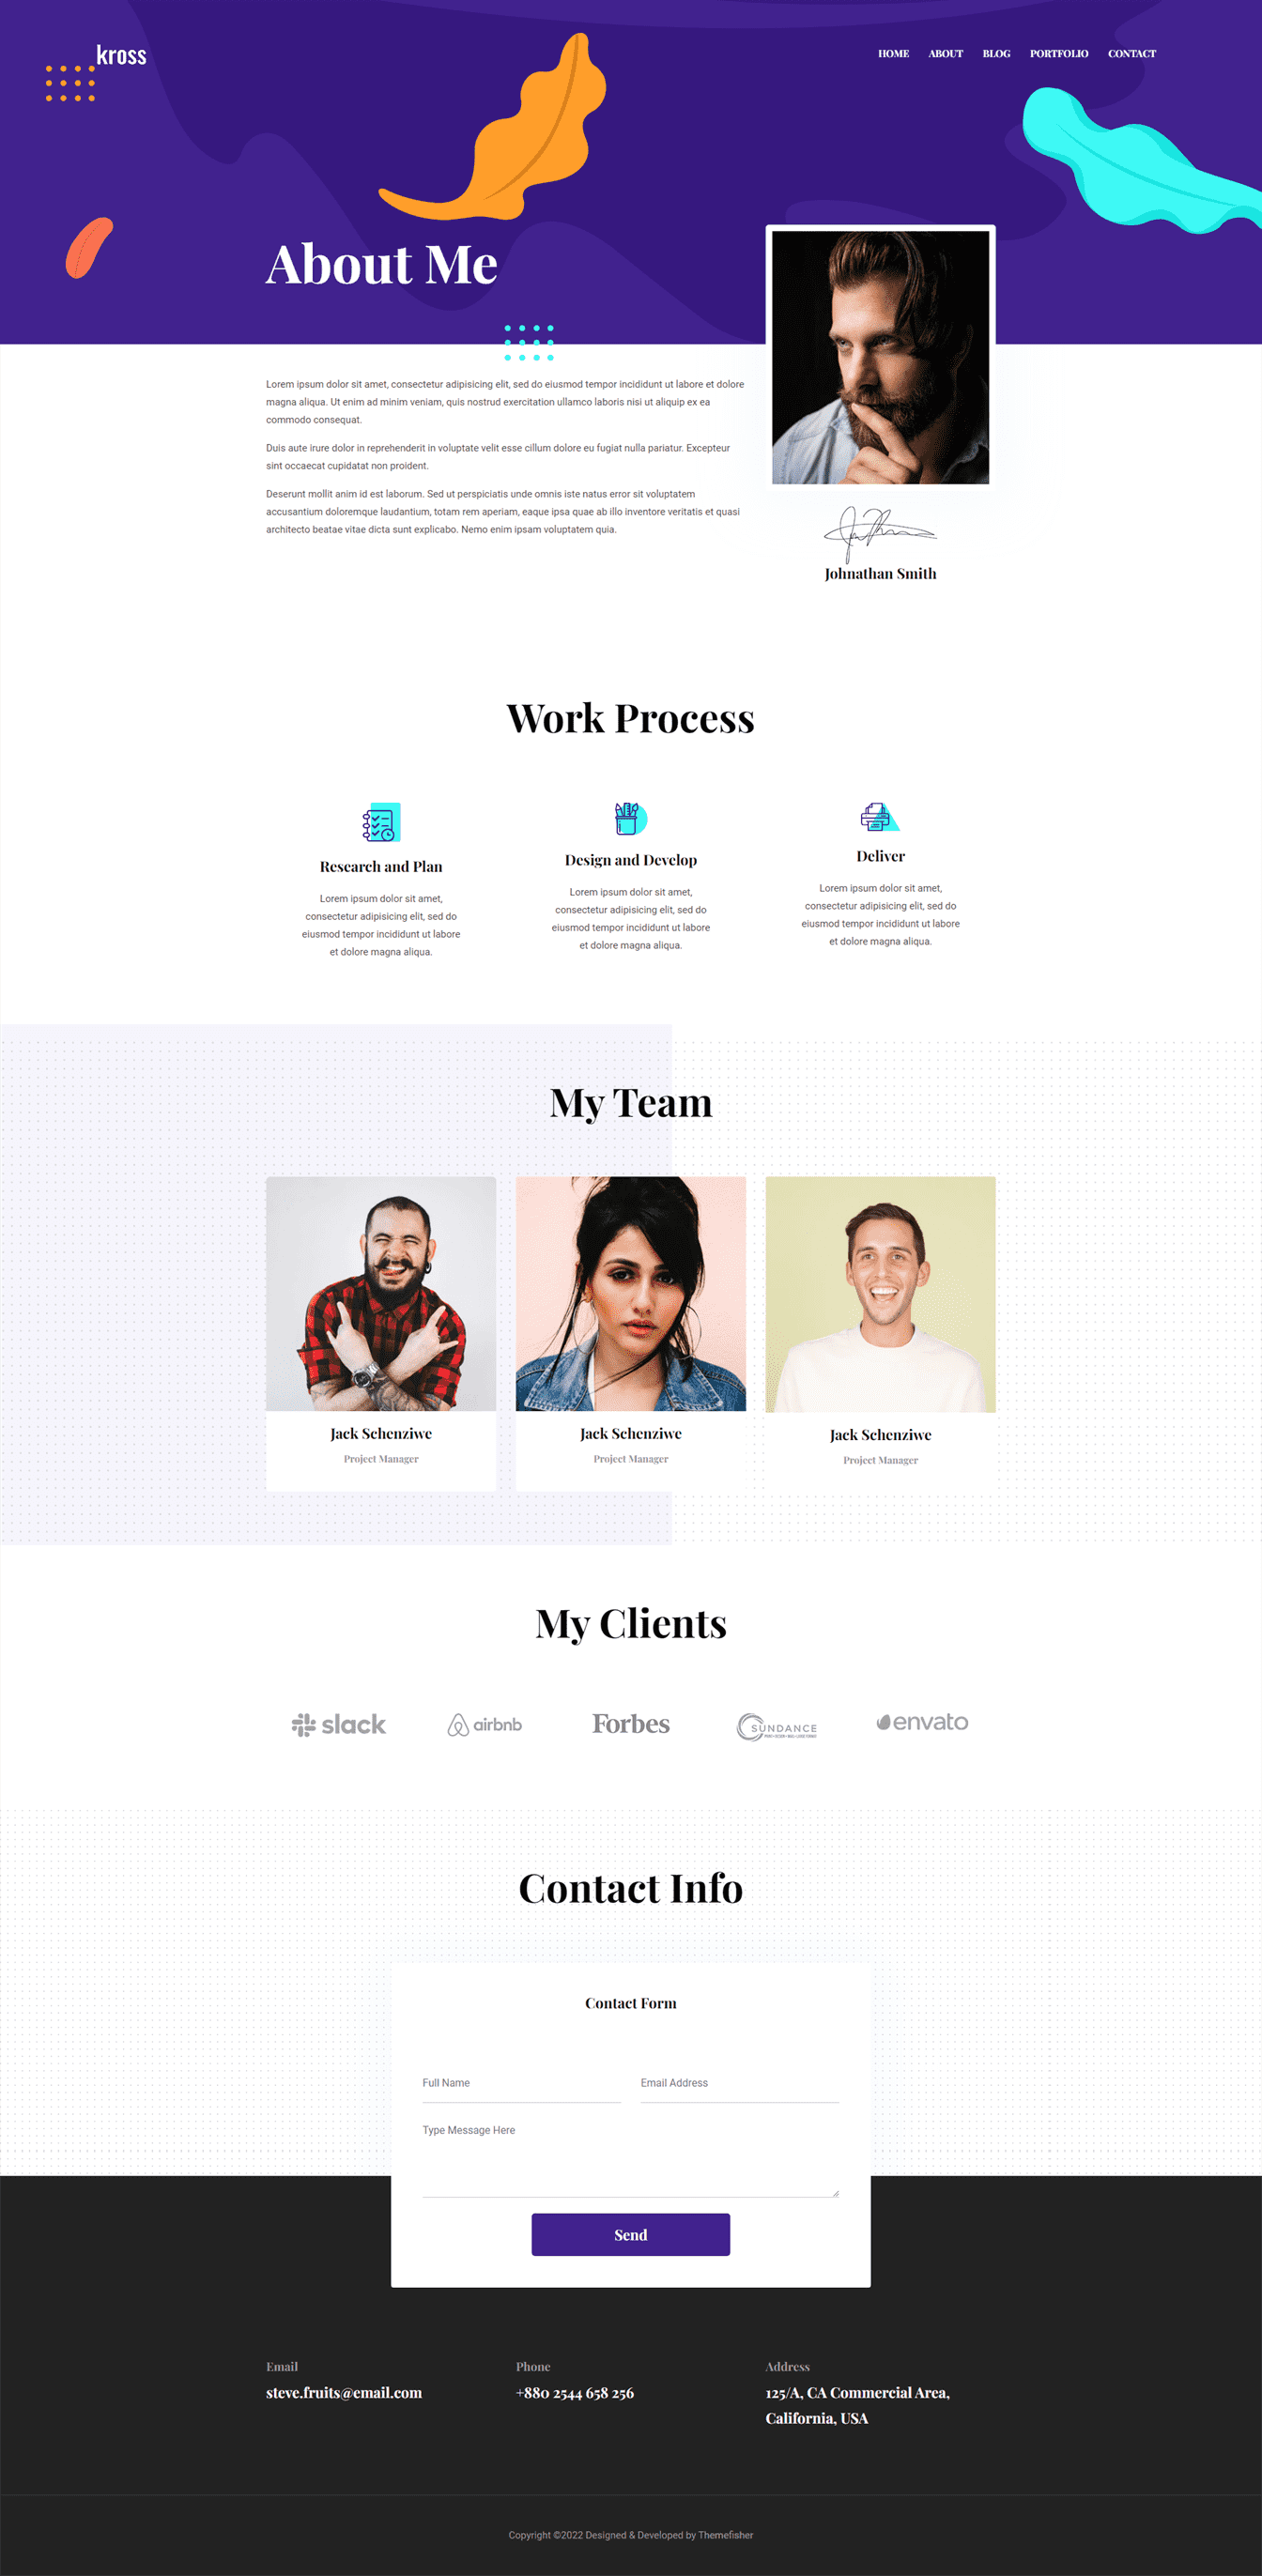 kross
HOME ABOUT BLOG PORTFOLIO CONTACT
About Me
Lorem ipsum dolor sit amet, consectetur adipisicing elit, sed do eiusmod tempor incididunt ut labore et dolore
magna aliqua. Ut enim ad minim veniam, quis nostrud exercitation ullamco laboris nisi ut aliquip ex ea
commodo consequat.
Duis aute irure dolor in reprehenderit in voluptate velit esse cillum dolore eu fugiat nulla pariatur. Excepteur
sint occaecat cupidatat non proident.
Deserunt mollit anim id est laborum. Sed ut perspiciatis unde omnis iste natus error sit voluptatem
accusantium doloremque laudantium, totam rem aperiam, eaque ipsa quae ab illo inventore veritatis et quasi
architecto beatae vitae dicta sunt explicabo. Nemo enim ipsam voluptatem quia.
Johnathan Smith
Work Process
Research and Plan
Lorem ipsum dolor sit amet,
consectetur adipisicing elit, sed do
eiusmod tempor incididunt ut labore
et dolore magna aliqua.
Design and Develop
Lorem ipsum dolor sit amet,
consectetur adipisicing elit, sed do
eiusmod tempor incididunt ut labore
et dolore magna aliqua.
Deliver
Lorem ipsum dolor sit amet,
consectetur adipisicing elit, sed do
eiusmod tempor incididunt ut labore
et dolore magna aliqua.
My Team
Jack Schenziwe
Project Manager
Jack Schenziwe
Project Manager
Jack Schenziwe
Project Manager
My Clients
slack
airbnb
Forbes
SUNDANCE
envato
Contact Info
Contact Form
Full Name
Email Address
Type Message Here
Send
Email
steve.fruits@email.com
Phone
+880 2544 658 256
Address
125/A, CA Commercial Area,
California, USA
Copyright ©2022 Designed & Developed by Themefisher